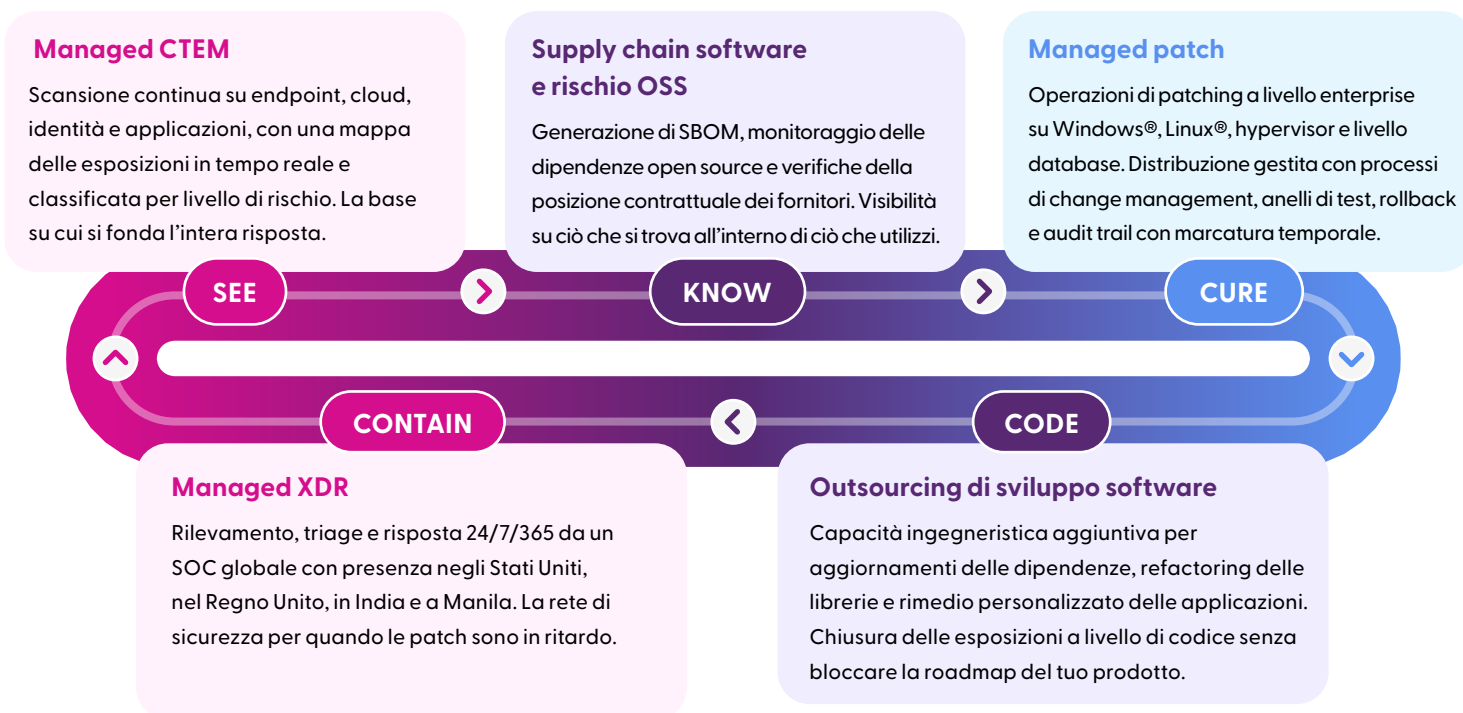 Managed CTEM
Scansione continua su endpoint, cloud,
identità e applicazioni, con una mappa
delle esposizioni in tempo reale e
classificata per livello di rischio. La base
su cui si fonda l’intera risposta.
Supply chain software
e rischio OSS
Generazione di SBOM, monitoraggio delle
dipendenze open source e verifiche della
posizione contrattuale dei fornitori. Visibilità
su ciò che si trova all’interno di ciò che utilizzi.
Managed patch
Operazioni di patching a livello enterprise
su Windows®, Linux®, hypervisor e livello
database. Distribuzione gestita con processi
di change management, anelli di test, rollback
e audit trail con marcatura temporale.
SEE
KNOW
CURE
CONTAIN
CODE
Managed XDR
Rilevamento, triage e risposta 24/7/365 da un
SOC globale con presenza negli Stati Uniti,
nel Regno Unito, in India e a Manila. La rete di
sicurezza per quando le patch sono in ritardo.
Outsourcing di sviluppo software
Capacità ingegneristica aggiuntiva per
aggiornamenti delle dipendenze, refactoring delle
librerie e rimedio personalizzato delle applicazioni.
Chiusura delle esposizioni a livello di codice senza
bloccare la roadmap del tuo prodotto.